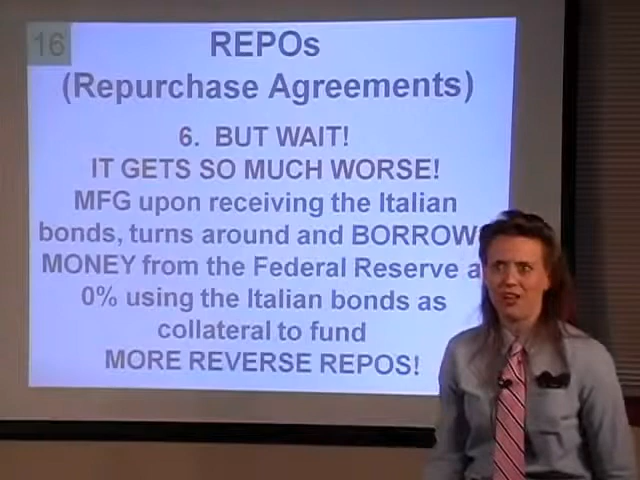 16
REPOs
(Repurchase Agreements)
6. BUT WAIT!
IT GETS SO MUCH WORSE!
MFG upon receiving the Italian
bonds, turns around and BORROW
MONEY from the Federal Reserve a
0% using the Italian bonds as
collateral to fund
MORE REVERSE REPOS!